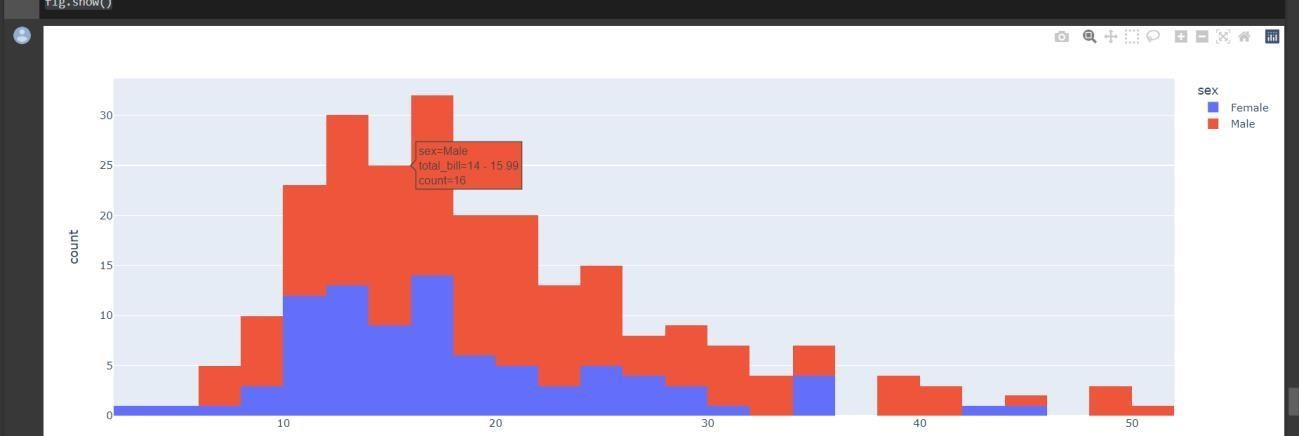 fig.show()
sex
Female
Male
30
25
20
15
10
5
0
count
sex=Male
total_bill=14 - 15.99
count=16
10
20
30
40
50